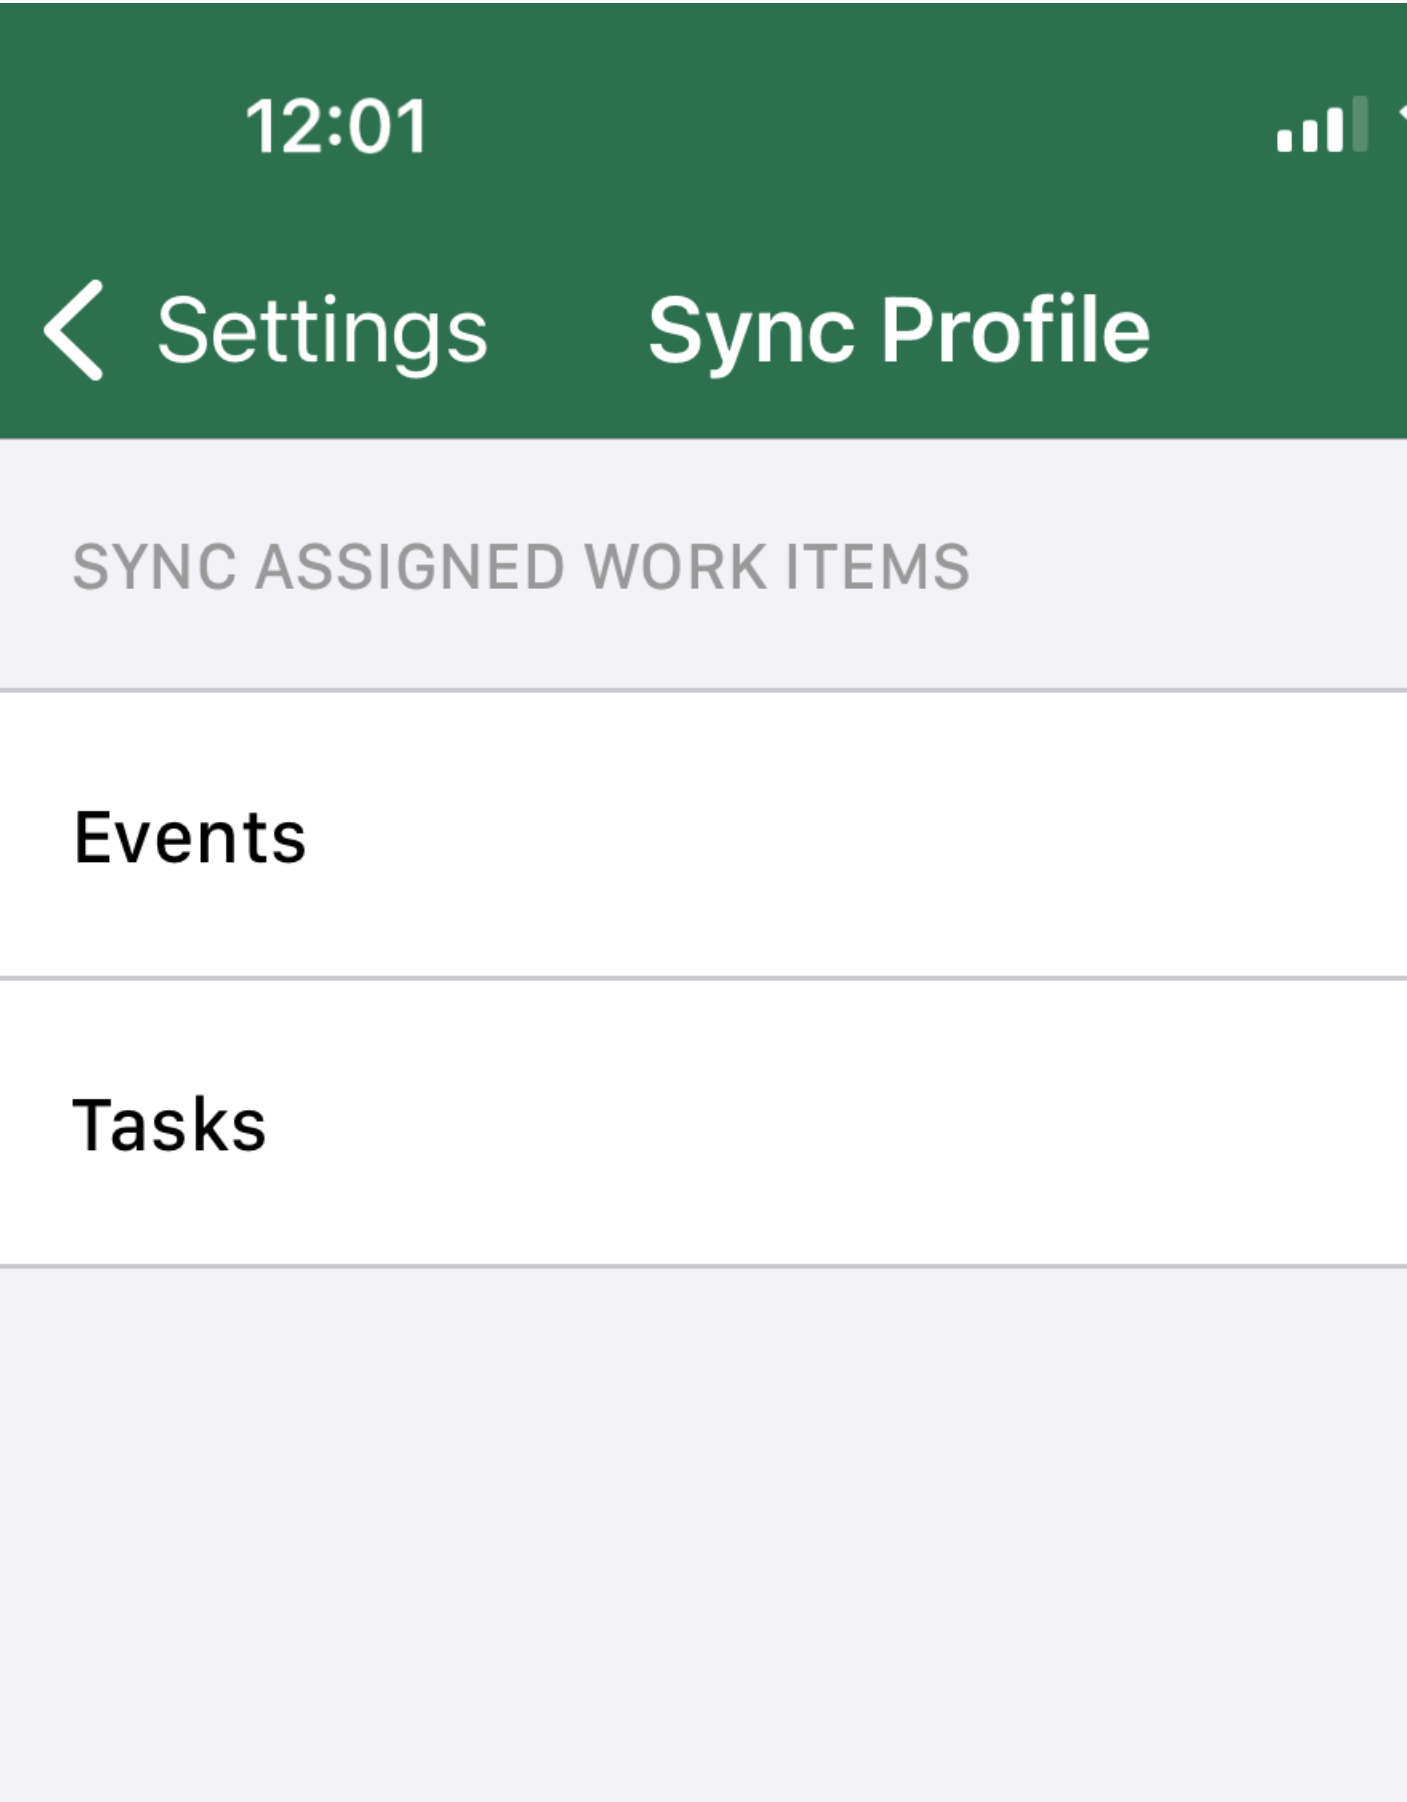 12:01
Settings
Sync Profile
SYNC ASSIGNED WORK ITEMS
Events
Tasks